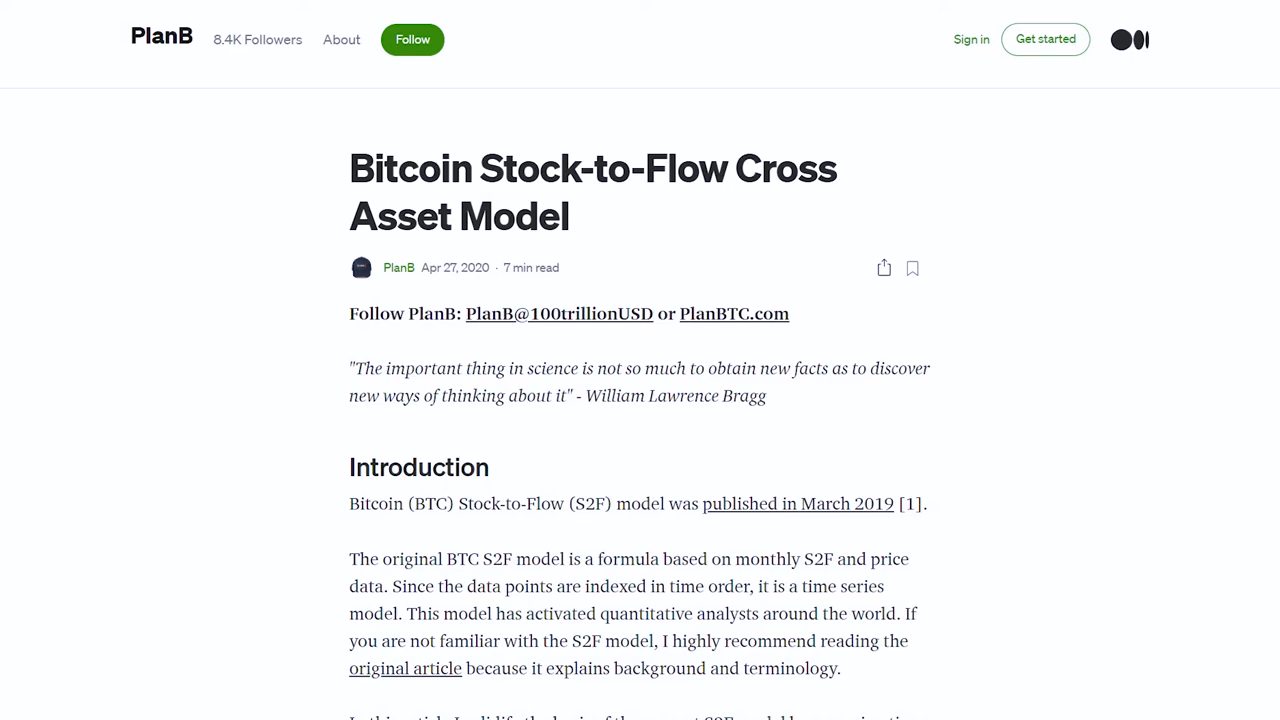 PlanB 8.4K Followers About Follow Sign in Get started
Bitcoin Stock-to-Flow Cross
Asset Model
PlanB Apr 27, 2020 · 7 min read
Follow PlanB: PlanB@100trillionUSD or PlanBTC.com
"The important thing in science is not so much to obtain new facts as to discover
new ways of thinking about it" - William Lawrence Bragg
Introduction
Bitcoin (BTC) Stock-to-Flow (S2F) model was published in March 2019 [1].
The original BTC S2F model is a formula based on monthly S2F and price
data. Since the data points are indexed in time order, it is a time series
model. This model has activated quantitative analysts around the world. If
you are not familiar with the S2F model, I highly recommend reading the
original article because it explains background and terminology.